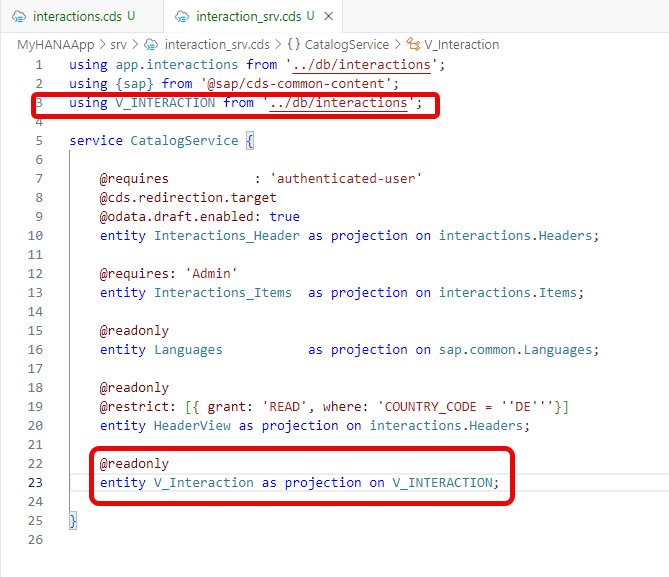 interactions.cds U
interaction_srv.cds U
MyHANAApp > srv > interaction_srv.cds > {} CatalogService > V_Interaction
1 using app.interactions from '../db/interactions';
2 using {sap} from '@sap/cds-common-content';
3 using V_INTERACTION from '../db/interactions';
4
5 service CatalogService {
6
7 @requires : 'authenticated-user'
8 @cds.redirection.target
9 @odata.draft.enabled: true
10 entity Interactions_Header as projection on interactions.Headers;
11
12 @requires: 'Admin'
13 entity Interactions_Items as projection on interactions.Items;
14
15 @readonly
16 entity Languages as projection on sap.common.Languages;
17
18 @readonly
19 @restrict: [{ grant: 'READ', where: 'COUNTRY_CODE = ''DE'''}]
20 entity HeaderView as projection on interactions.Headers;
21
22 @readonly
23 entity V_Interaction as projection on V_INTERACTION;
24
25 }
26